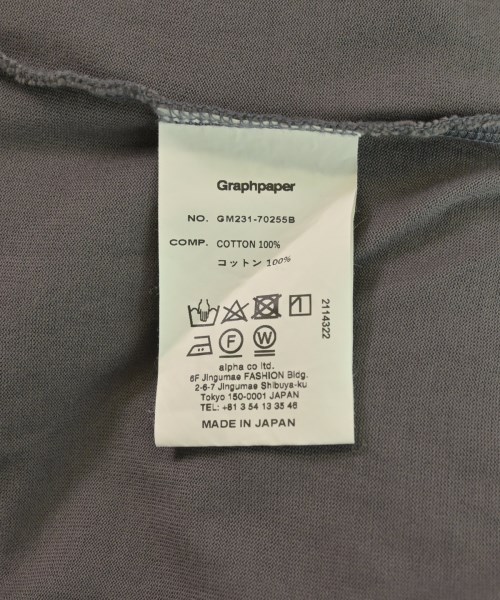 Graphpaper
NO. GM231-70255B
COMP. COTTON 100%
コットン 100%
2114322
F W
alpha co ltd.
6F Jingumae FASHION Bldg.
2-6-7 Jingumae Shibuya-ku
Tokyo 150-0001 JAPAN
TEL: +81 3 54 13 35 46
MADE IN JAPAN